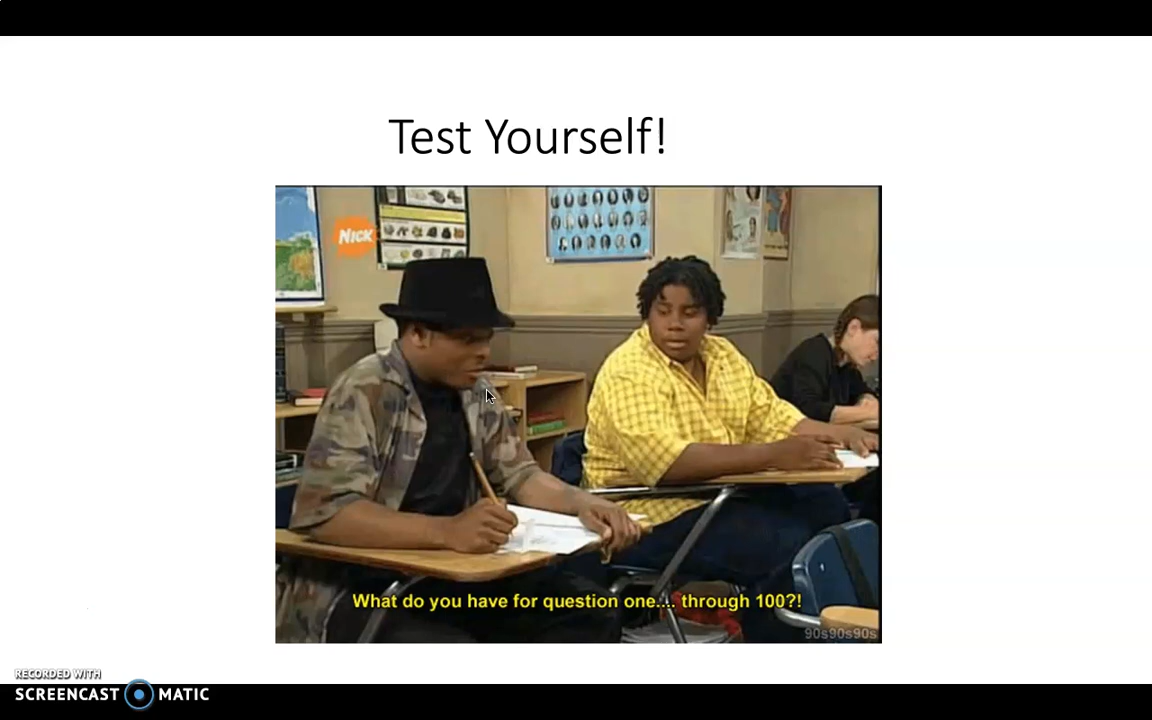 Test Yourself!
NICK
What do you have for question one.... through 100?!
90s90s90s
RECORDED WITH
SCREENCAST MATIC